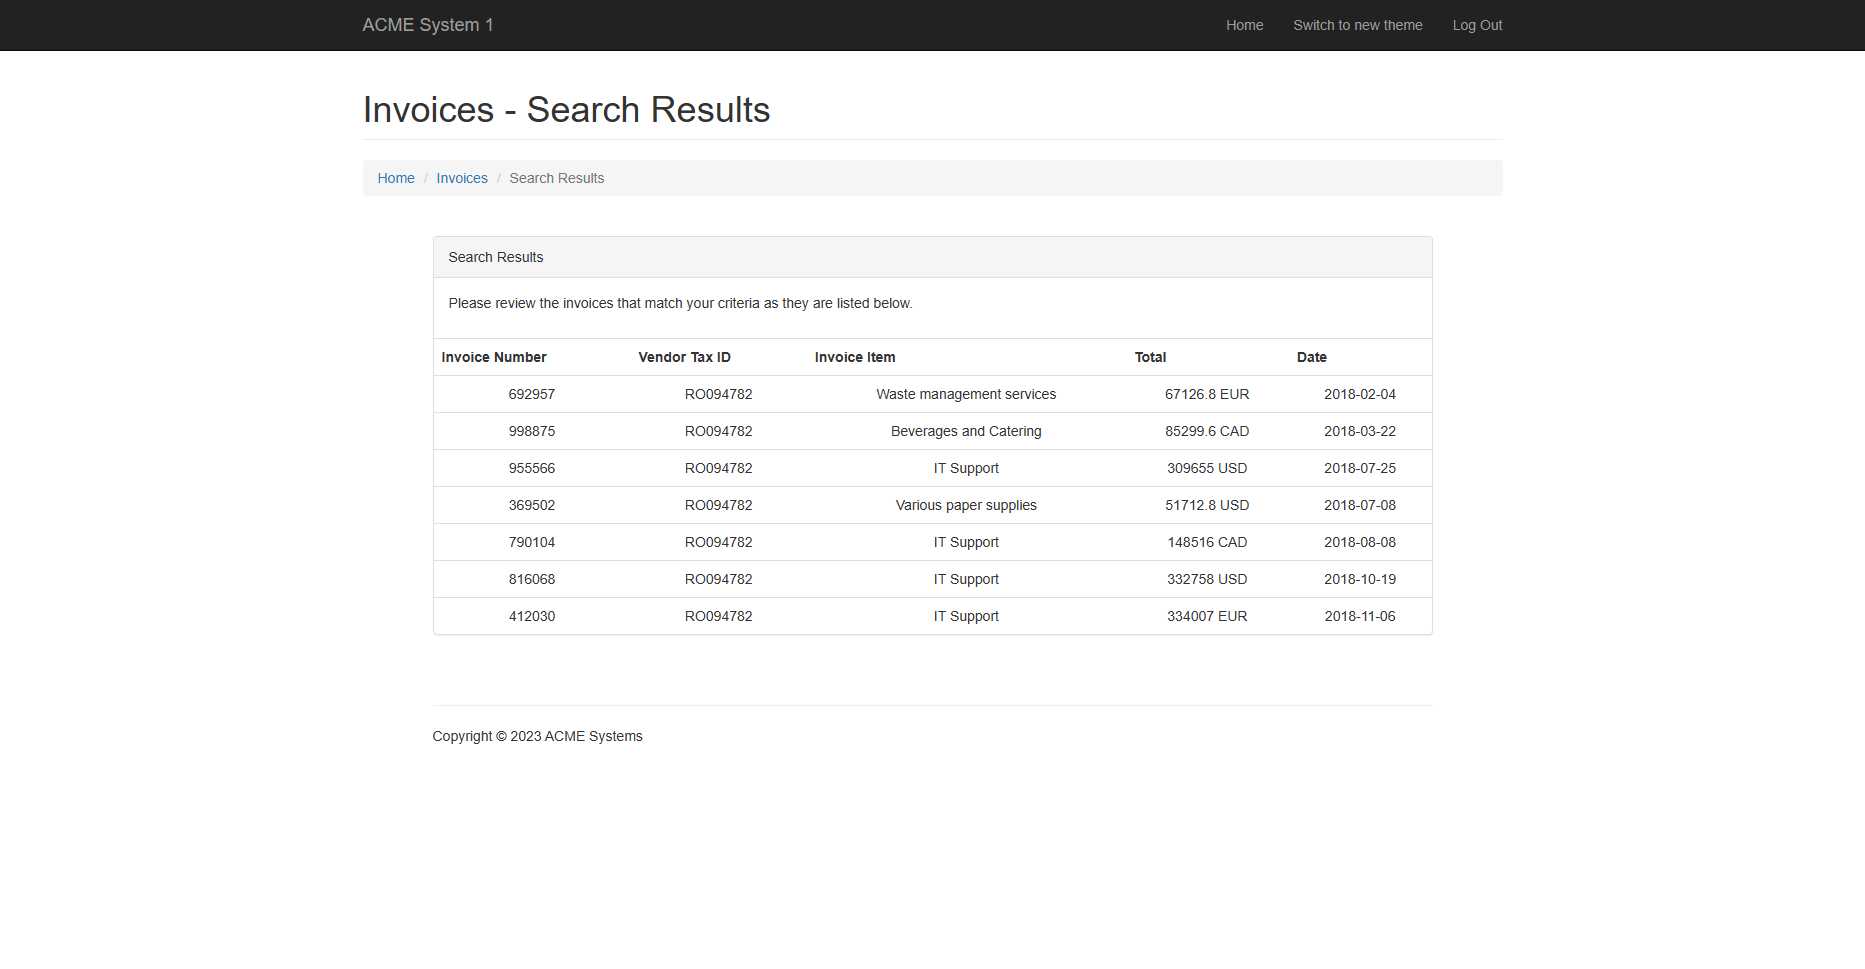 ACME System 1 Home Switch to new theme Log Out
Invoices - Search Results
Home / Invoices / Search Results
Search Results
Please review the invoices that match your criteria as they are listed below.
Invoice Number Vendor Tax ID Invoice Item Total Date
692957 RO094782 Waste management services 67126.8 EUR 2018-02-04
998875 RO094782 Beverages and Catering 85299.6 CAD 2018-03-22
955566 RO094782 IT Support 309655 USD 2018-07-25
369502 RO094782 Various paper supplies 51712.8 USD 2018-07-08
790104 RO094782 IT Support 148516 CAD 2018-08-08
816068 RO094782 IT Support 332758 USD 2018-10-19
412030 RO094782 IT Support 334007 EUR 2018-11-06
Copyright © 2023 ACME Systems